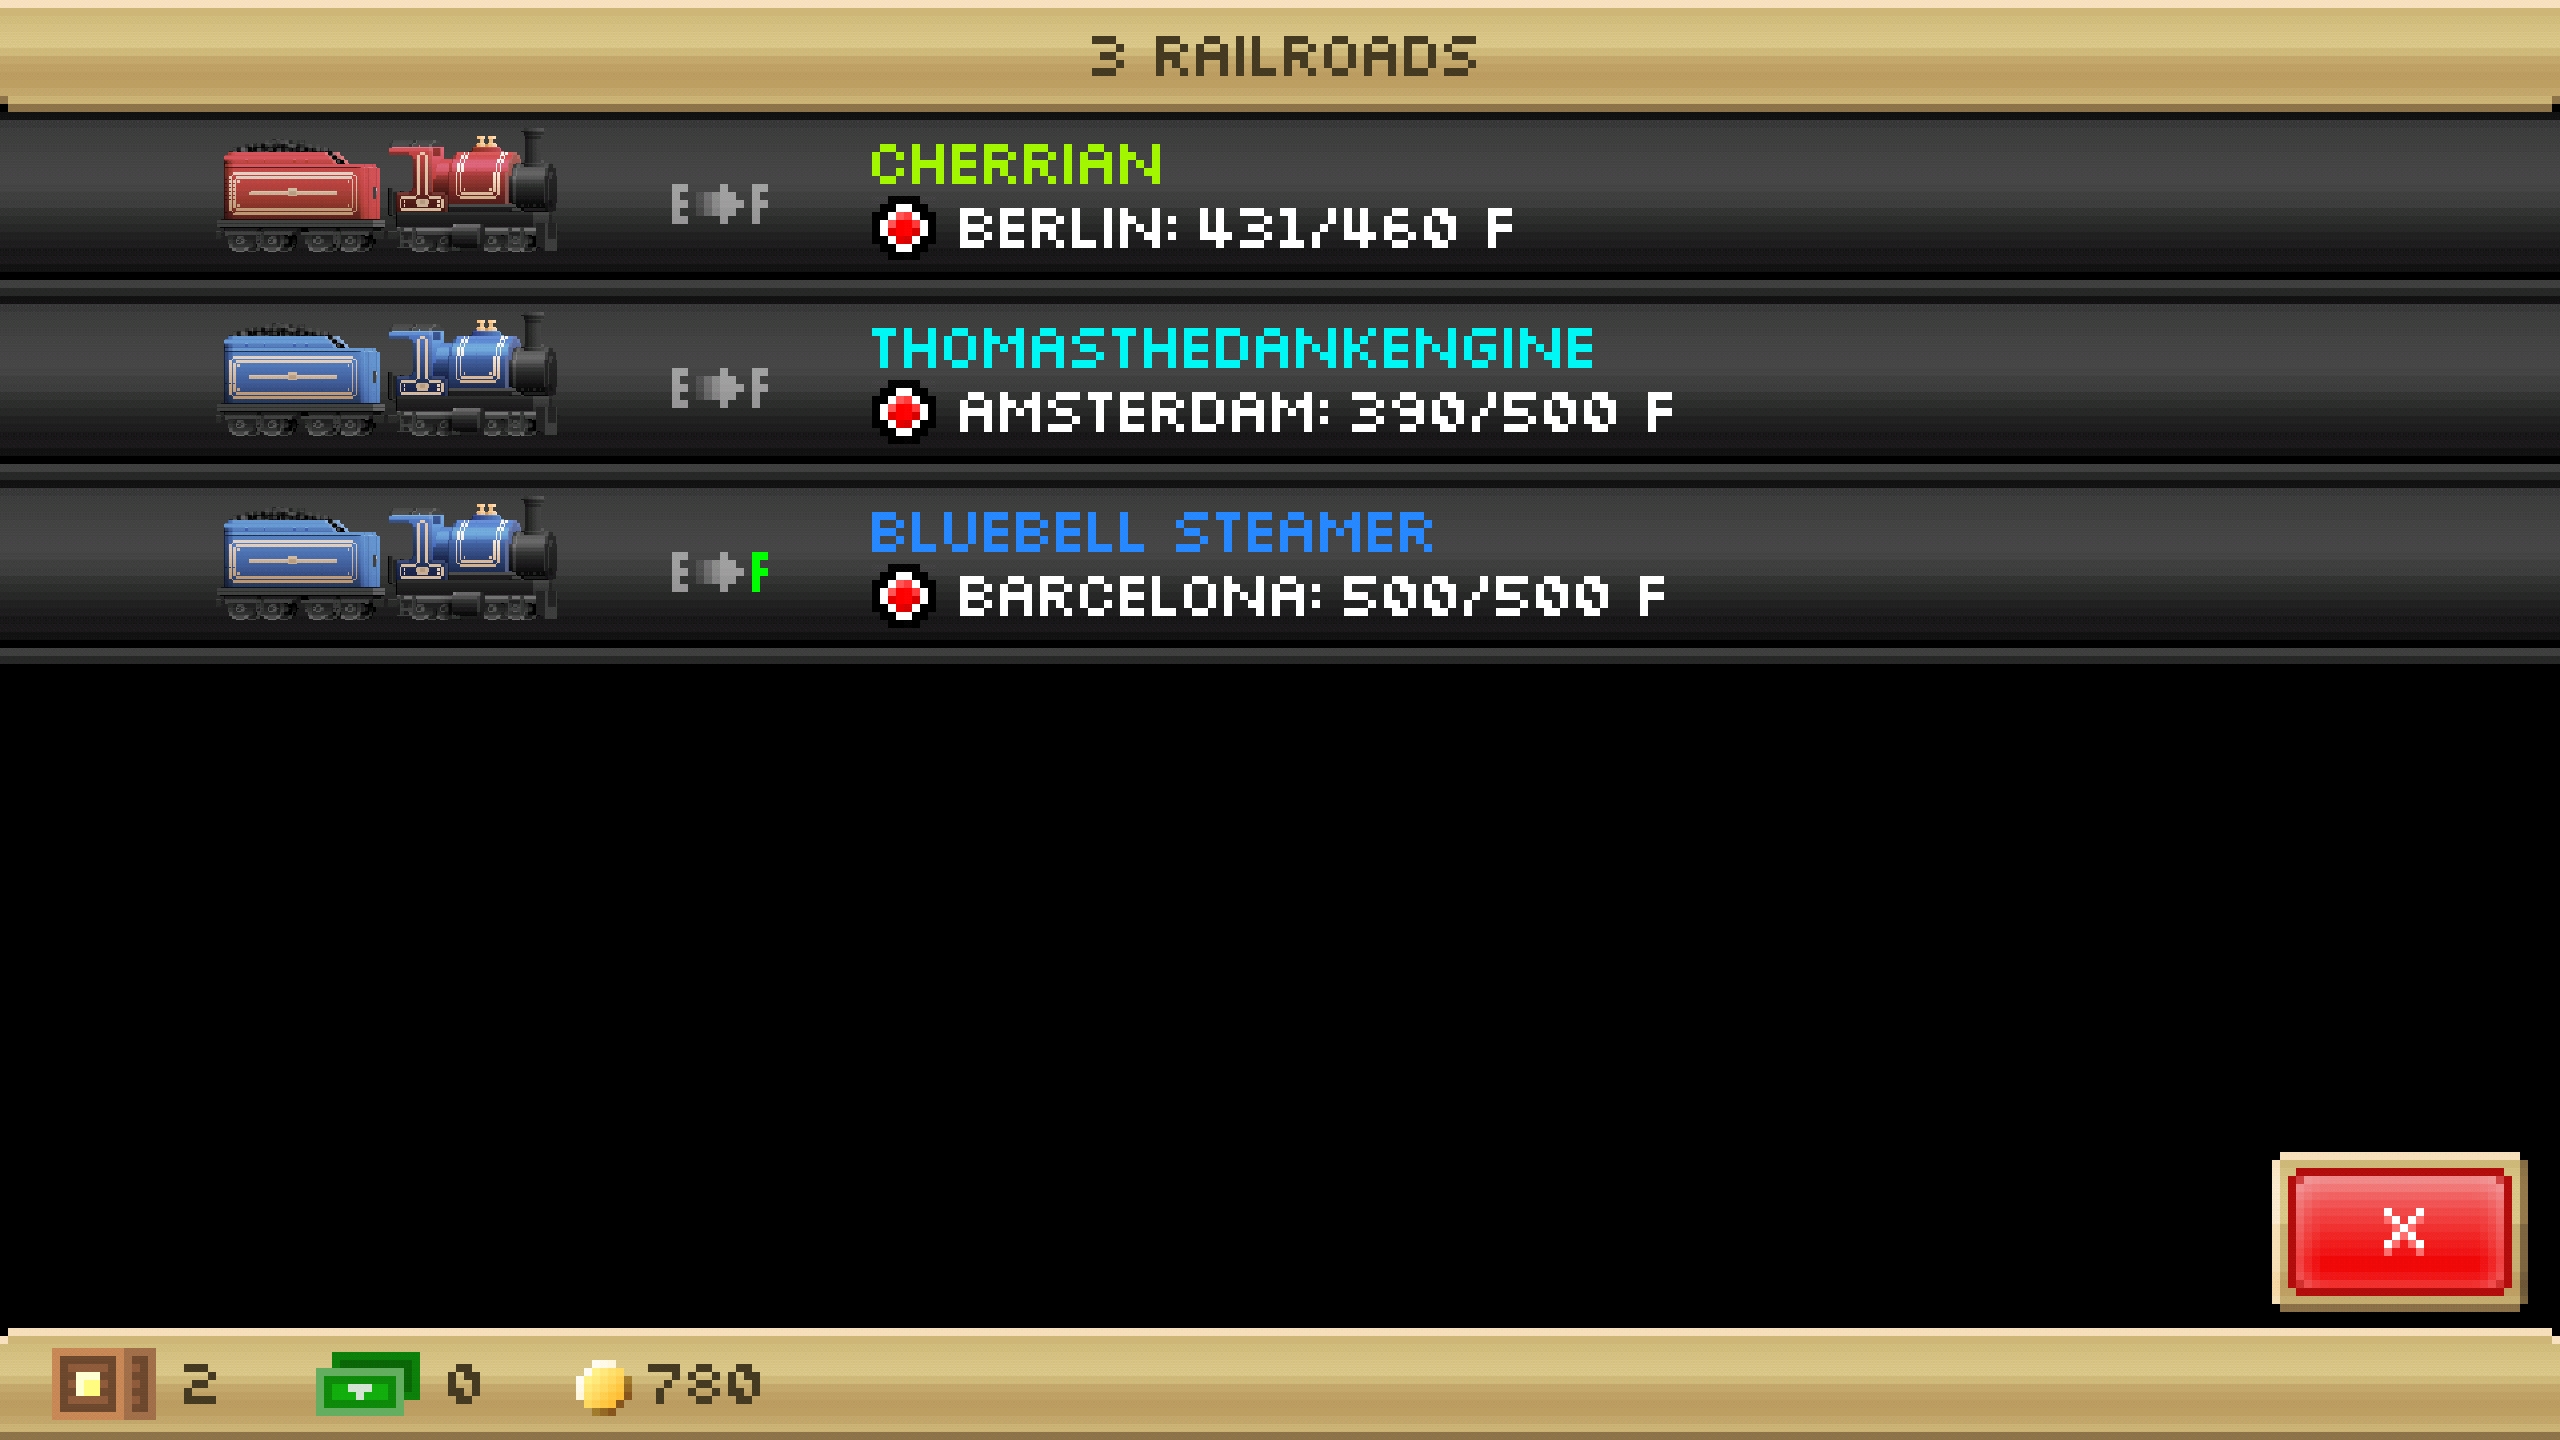 3 RAILROADS
CHERRIAN
E F
BERLIN: 431/460 F
THOMASTHEDANKENGINE
E F
AMSTERDAM: 390/500 F
BLUEBELL STEAMER
E F
BARCELONA: 500/500 F
X
2 0 780